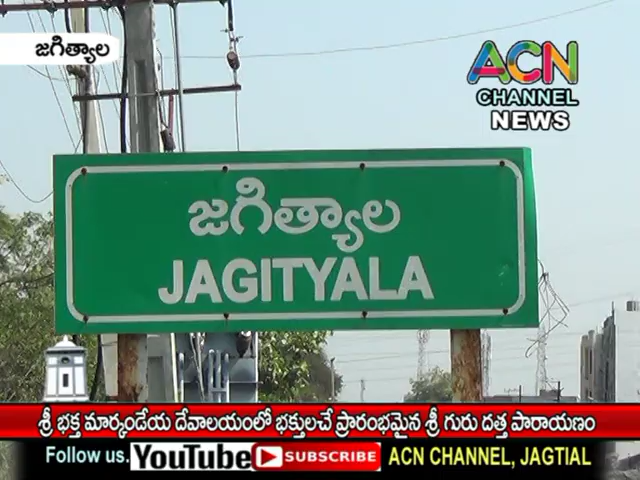 జగిత్యాల
ACN
CHANNEL
NEWS
జగిత్యాల
JAGITYALA
శ్రీ భక్త మార్కండేయ దేవాలయంలో భక్తులచే ప్రారంభమైన శ్రీ గురు దత్త పారాయణం
Follow us. YouTube SUBSCRIBE ACN CHANNEL, JAGTIAL